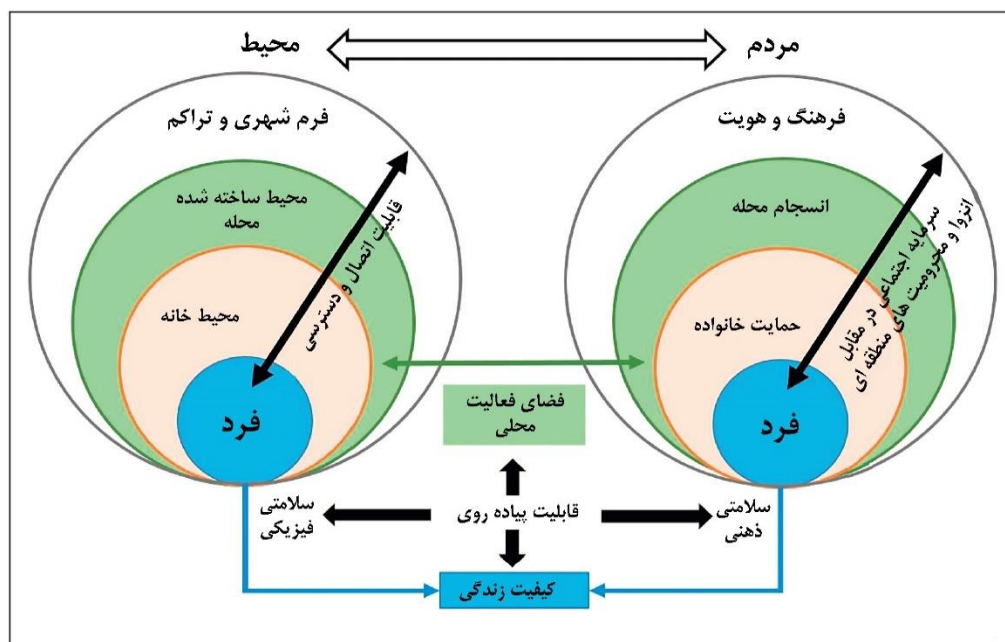 مردم
محیط
فرهنگ و هویت
فرم شهری و تراکم
انسجام محله
محیط ساخته شده
محله
حمایت خانواده
محیط خانه
سرمایه اجتماعی در مقابل
انزوا و محرومیت های منطقه ای
قابلیت اتصال و دسترسی
فرد
فرد
فضای فعالیت
محلی
سلامتی
ذهنی
قابلیت پیاده روی
سلامتی
فیزیکی
کیفیت زندگی